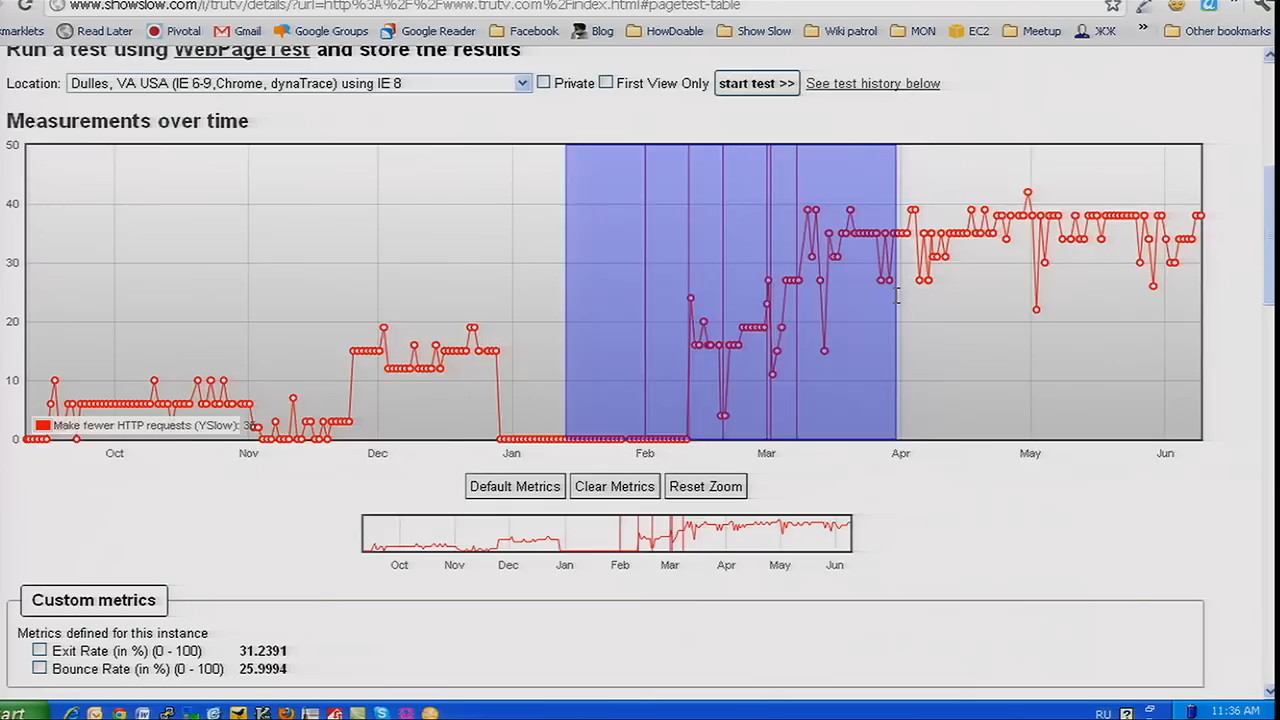 www.showslow.com/i/trutv/details/?url=http%3A%2F%2Fwww.trutv.com%2Findex.html#pagetest-table
marklets Read Later Pivotal Gmail Google Groups Google Reader Facebook Blog HowDoable Show Slow Wiki patrol MON EC2 Meetup ЖЖ » Other bookmarks
Run a test using WebPageTest and store the results
Location: Dulles, VA USA (IE 6-9,Chrome, dynaTrace) using IE 8 Private First View Only start test >> See test history below
Measurements over time
50
40
30
20
10
Make fewer HTTP requests (YSlow):
0
Oct Nov Dec Jan Feb Mar Apr May Jun
Default Metrics Clear Metrics Reset Zoom
Oct Nov Dec Jan Feb Mar Apr May Jun
Custom metrics
Metrics defined for this instance
Exit Rate (in %) (0 - 100) 31.2391
Bounce Rate (in %) (0 - 100) 25.9994
tart RU 11:36 AM